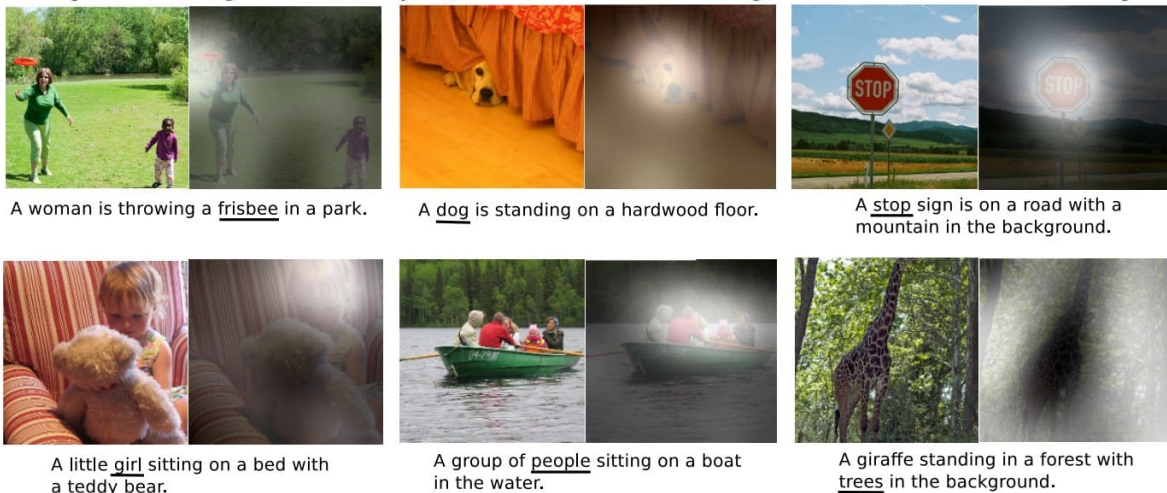 STOP
STOP
A woman is throwing a frisbee in a park.
A dog is standing on a hardwood floor.
A stop sign is on a road with a
mountain in the background.
A little girl sitting on a bed with
a teddy bear.
A group of people sitting on a boat
in the water.
A giraffe standing in a forest with
trees in the background.